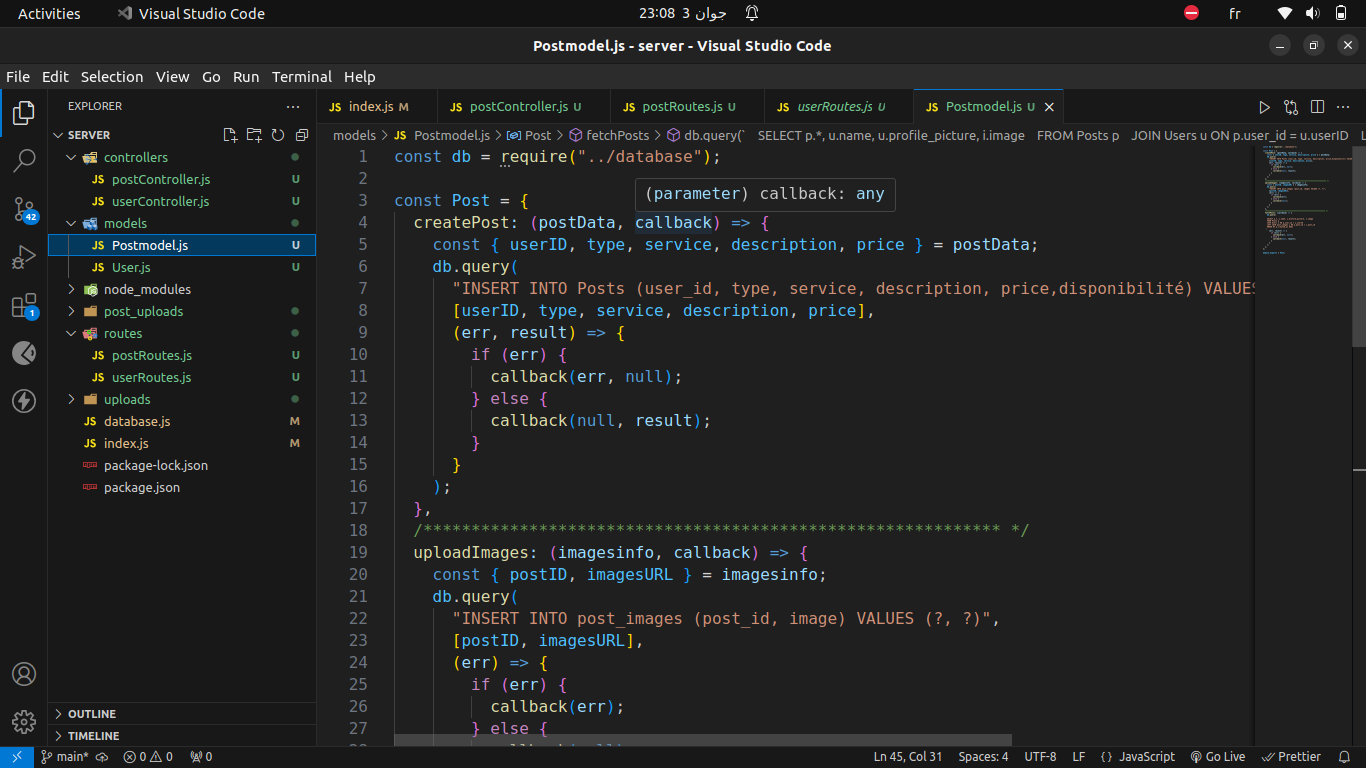 Activities
Visual Studio Code
23:08 3 جوان
fr
Postmodel.js - server - Visual Studio Code
File Edit Selection View Go Run Terminal Help
EXPLORER
SERVER
controllers
postController.js U
userController.js U
models
Postmodel.js U
User.js U
node_modules
post_uploads
routes
postRoutes.js U
userRoutes.js U
uploads
database.js M
index.js M
package-lock.json
package.json
OUTLINE
TIMELINE
42
1
JS index.js M
JS postController.js U
JS postRoutes.js U
JS userRoutes.js U
JS Postmodel.js U
models > JS Postmodel.js > Post > fetchPosts > db.query(` SELECT p.*, u.name, u.profile_picture, i.image FROM Posts p JOIN Users u ON p.user_id = u.userID L
1 const db = require("../database");
2
3 const Post = {
(parameter) callback: any
4 createPost: (postData, callback) => {
5 const { userID, type, service, description, price } = postData;
6 db.query(
7 "INSERT INTO Posts (user_id, type, service, description, price,disponibilité) VALUES
8 [userID, type, service, description, price],
9 (err, result) => {
10 if (err) {
11 callback(err, null);
12 } else {
13 callback(null, result);
14 }
15 }
16 );
17 },
18 /************************************************************ */
19 uploadImages: (imagesinfo, callback) => {
20 const { postID, imagesURL } = imagesinfo;
21 db.query(
22 "INSERT INTO post_images (post_id, image) VALUES (?, ?)",
23 [postID, imagesURL],
24 (err) => {
25 if (err) {
26 callback(err);
27 } else {
main* 0 0 0
Ln 45, Col 31 Spaces: 4 UTF-8 LF {} JavaScript Go Live Prettier